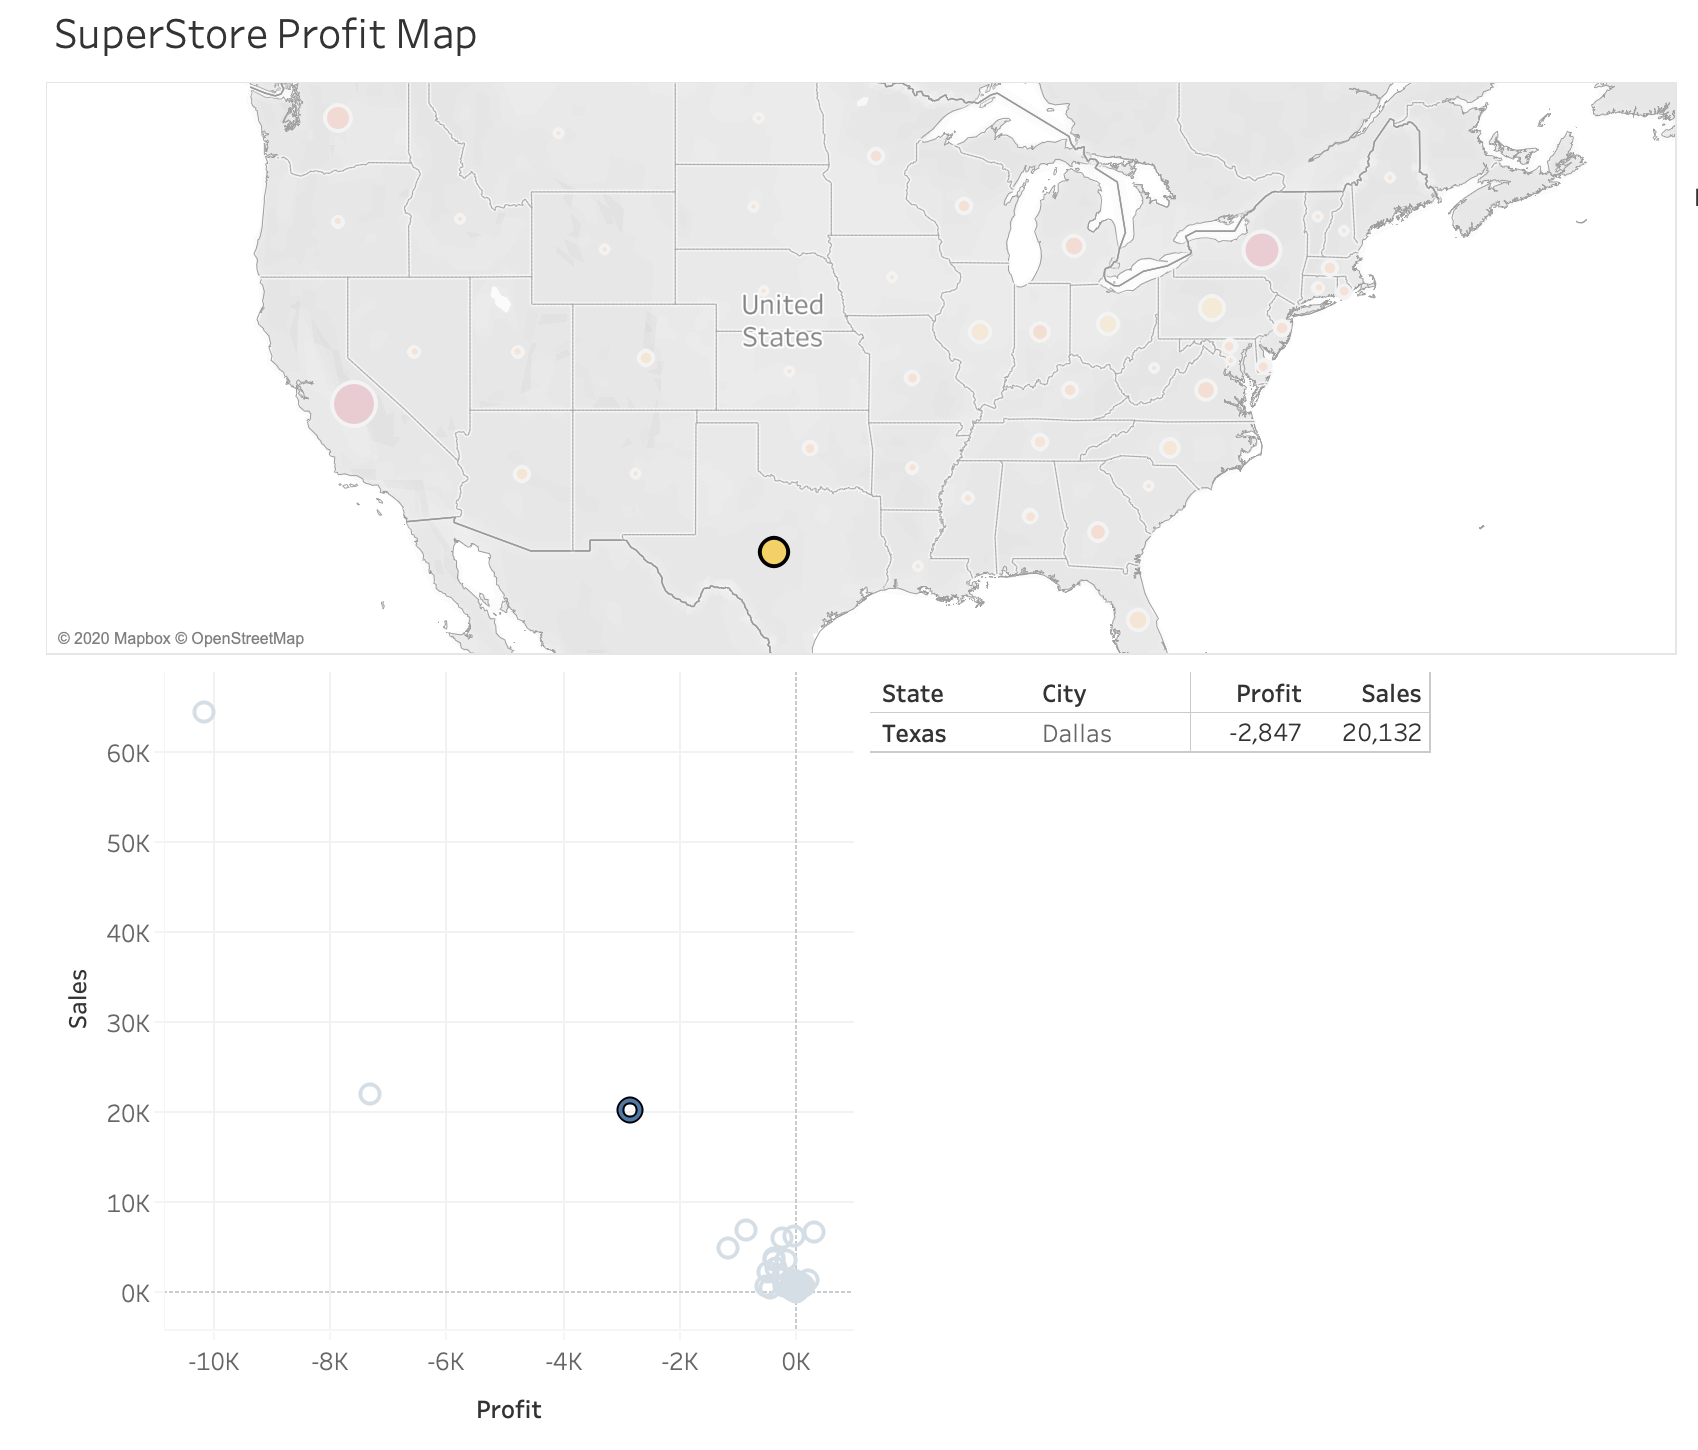 SuperStore Profit Map
United
States
© 2020 Mapbox © OpenStreetMap
State City Profit Sales
Texas Dallas -2,847 20,132
60K
50K
40K
30K
20K
10K
0K
Sales
-10K -8K -6K -4K -2K 0K
Profit